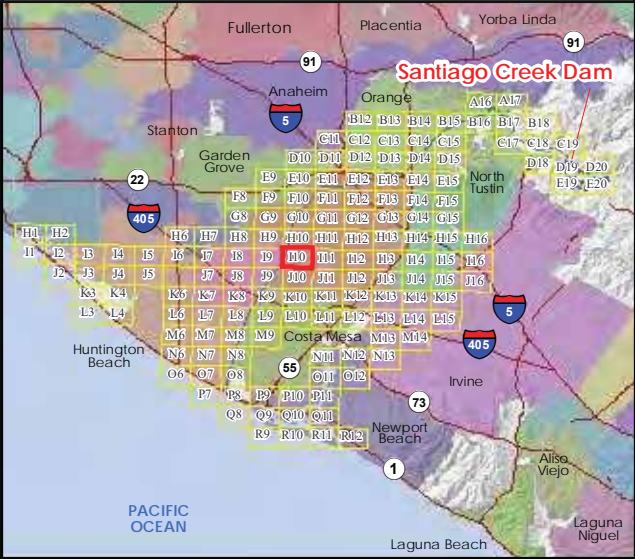 Fullerton
Placentia
Yorba Linda
91
91
Santiago Creek Dam
Anaheim
Orange
A16 A17
5
B12 B13 B14 B15 B16 B17 B18
Stanton
C11 C12 C13 C14 C15 C17 C18 C19
Garden
Grove
D10 D11 D12 D13 D14 D15 D18 D19 D20
22
E9 E10 E11 E12 E13 E14 E15 E19 E20
North
Tustin
F8 F9 F10 F11 F12 F13 F14 F15
405
G8 G9 G10 G11 G12 G13 G14 G15
H1 H2 H6 H7 H8 H9 H10 H11 H12 H13 H14 H15 H16
I1 I2 I3 I4 I5 I6 I7 I8 I9 I10 I11 I12 I13 I14 I15 I16
J2 J3 J4 J5 J7 J8 J9 J10 J11 J12 J13 J14 J15 J16
K3 K4 K6 K7 K8 K9 K10 K11 K12 K13 K14 K15
5
L3 L4 L6 L7 L8 L9 L10 L11 L12 L13 L14 L15
M6 M7 M8 M9 Costa Mesa M13 M14
405
Huntington
Beach
N6 N7 N8 N11 N12 N13
55
O6 O7 O8 O11 O12
Irvine
P7 P8 P9 P10 P11
73
Q8 Q9 Q10 Q11
Newport
Beach
R9 R10 R11 R12
1
Aliso
Viejo
PACIFIC
OCEAN
Laguna
Niguel
Laguna Beach